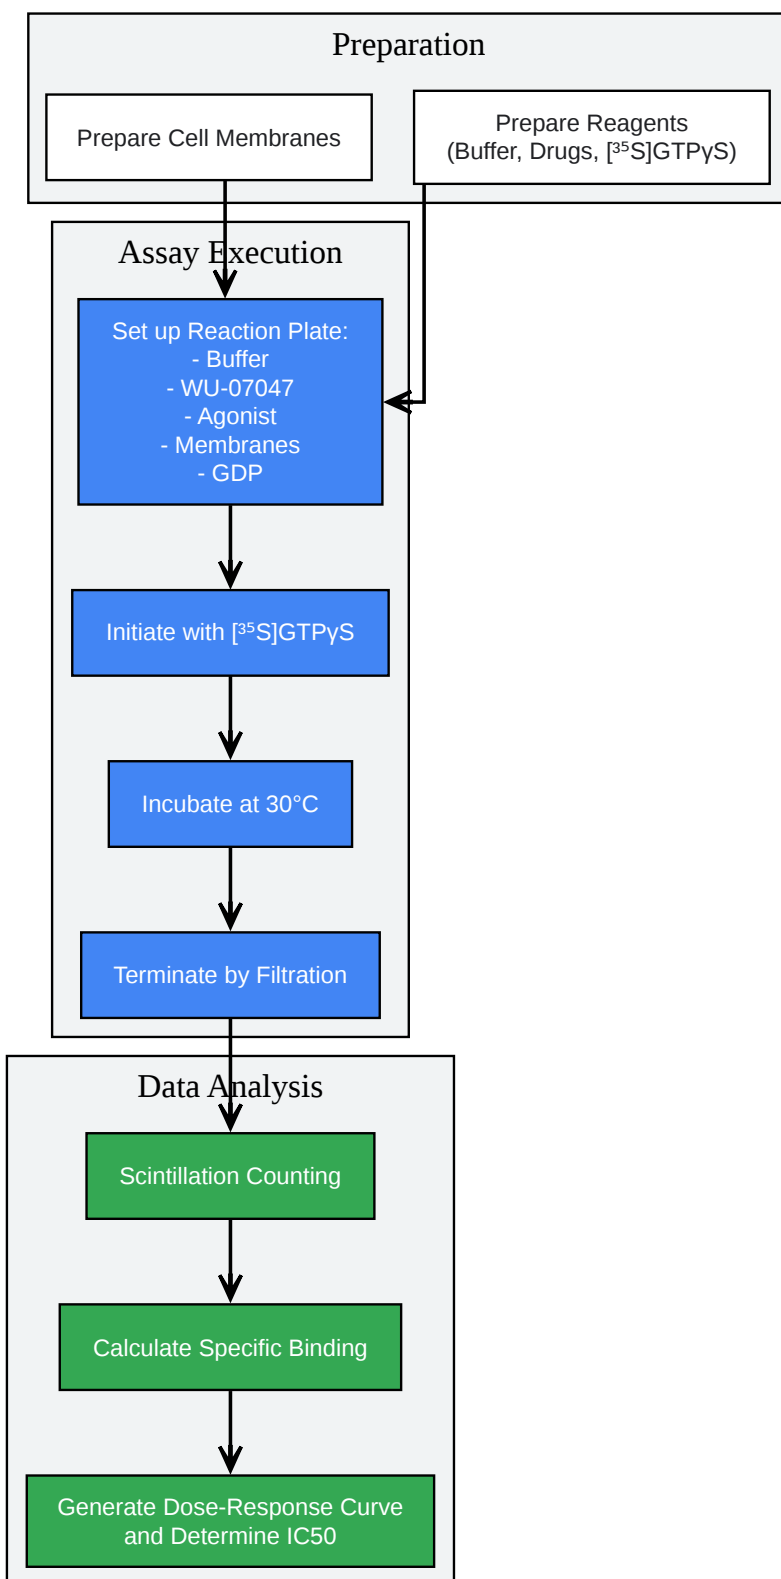 Preparation
Prepare Cell Membranes
Prepare Reagents
(Buffer, Drugs, [³⁵S]GTPγS)
Assay Execution
Set up Reaction Plate:
- Buffer
- WU-07047
- Agonist
- Membranes
- GDP
Initiate with [³⁵S]GTPγS
Incubate at 30°C
Terminate by Filtration
Data Analysis
Scintillation Counting
Calculate Specific Binding
Generate Dose-Response Curve
and Determine IC50